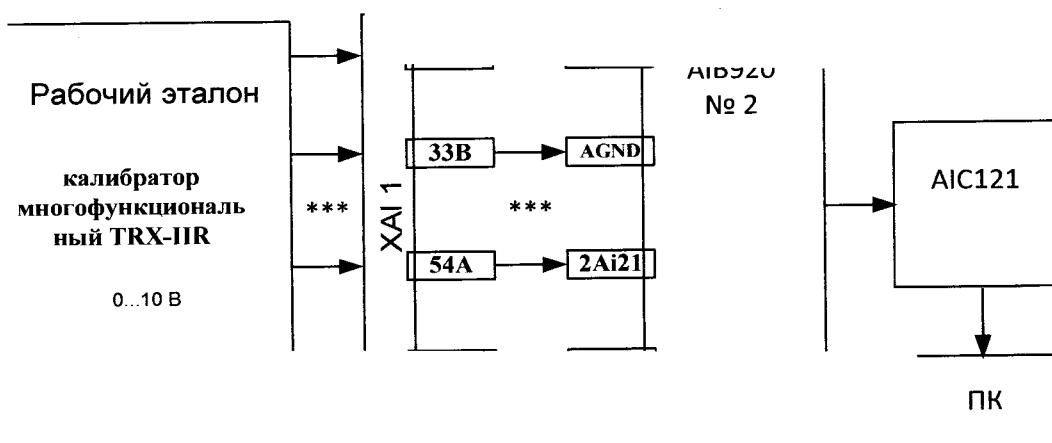 Рабочий эталон
калибратор
многофункциональ
ный TRX-IIR
0...10 В
***
XAI 1
33B
AGND
***
54A
2Ai21
AIB920
№ 2
AIC121
ПК